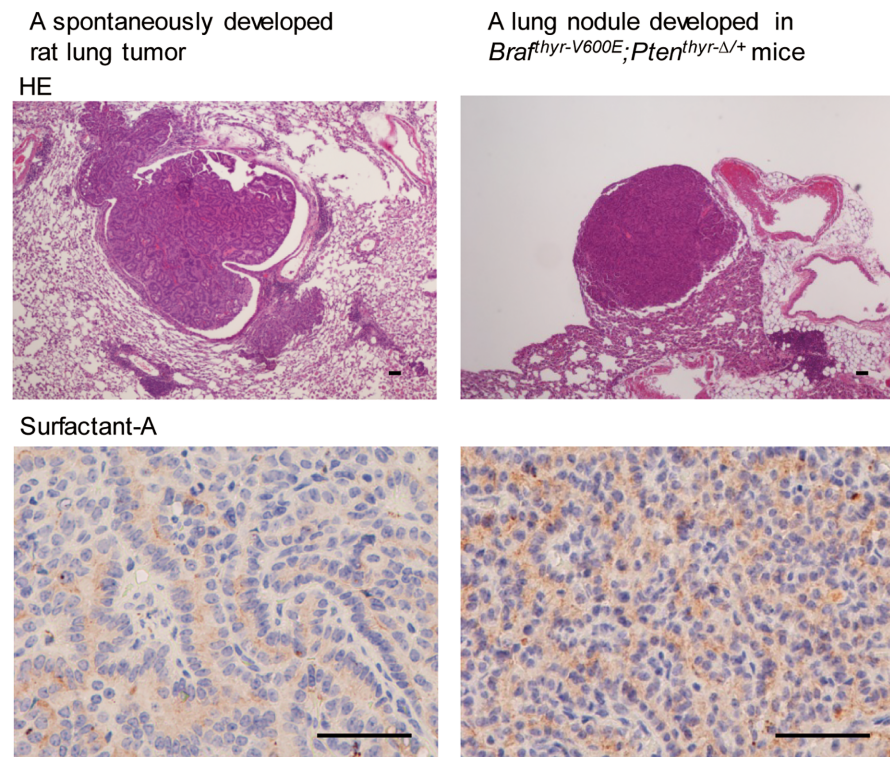 A spontaneously developed
rat lung tumor
A lung nodule developed in
Braf^thyr-V600E;Pten^thyr-Δ/+ mice
HE
Surfactant-A